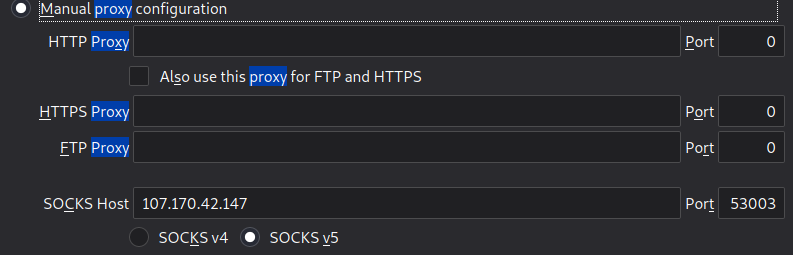 Manual proxy configuration
HTTP Proxy Port 0
Also use this proxy for FTP and HTTPS
HTTPS Proxy Port 0
FTP Proxy Port 0
SOCKS Host 107.170.42.147 Port 53003
SOCKS v4 SOCKS v5